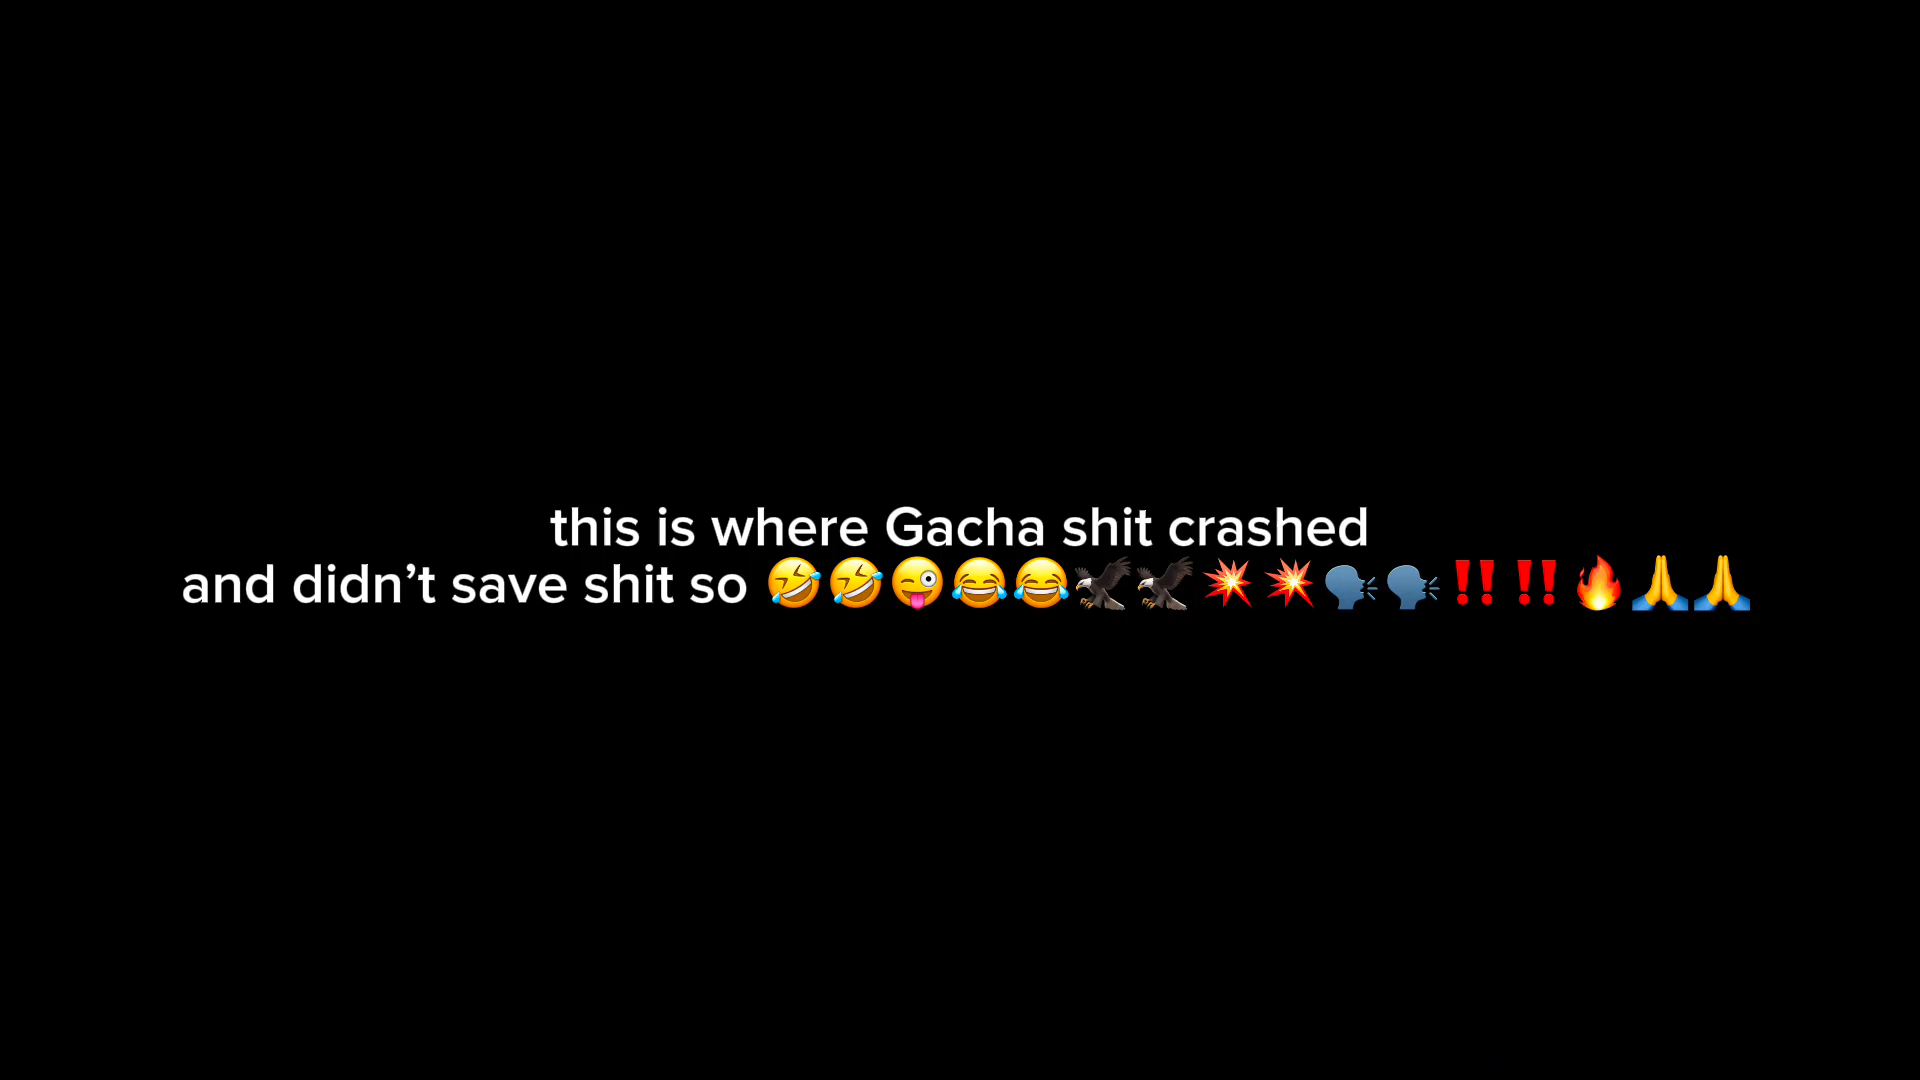 this is where Gacha shit crashed
and didn’t save shit so 🤣🤣😜😂😂🦅🦅💥💥🗣️🗣️‼️‼️🔥🙏🙏